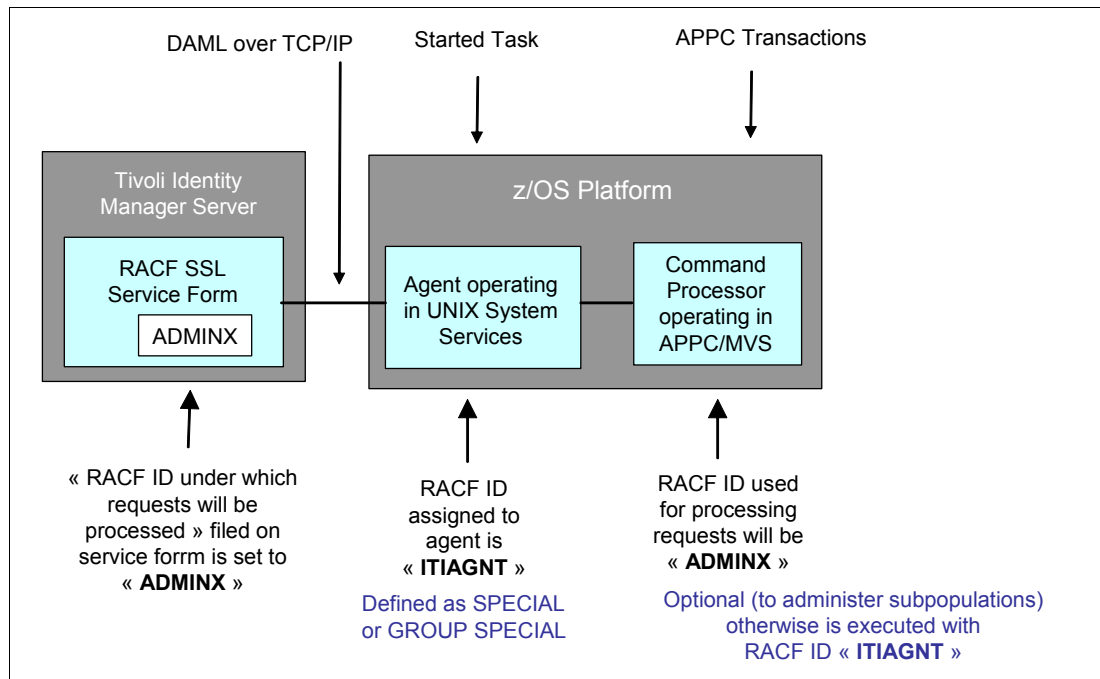 DAML over TCP/IP
Started Task
APPC Transactions
Tivoli Identity
Manager Server
RACF SSL
Service Form
ADMINX
z/OS Platform
Agent operating
in UNIX System
Services
Command
Processor
operating in
APPC/MVS
« RACF ID under which
requests will be
processed » filed on
service forrm is set to
« ADMINX »
RACF ID
assigned to
agent is
« ITIAGNT »
Defined as SPECIAL
or GROUP SPECIAL
RACF ID used
for processing
requests will be
« ADMINX »
Optional (to administer subpopulations)
otherwise is executed with
RACF ID « ITIAGNT »